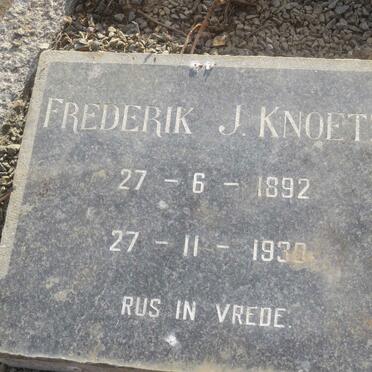 FREDERIK J. KNOET
27 - 6 - 1892
27 - 11 - 1930
RUS IN VREDE.